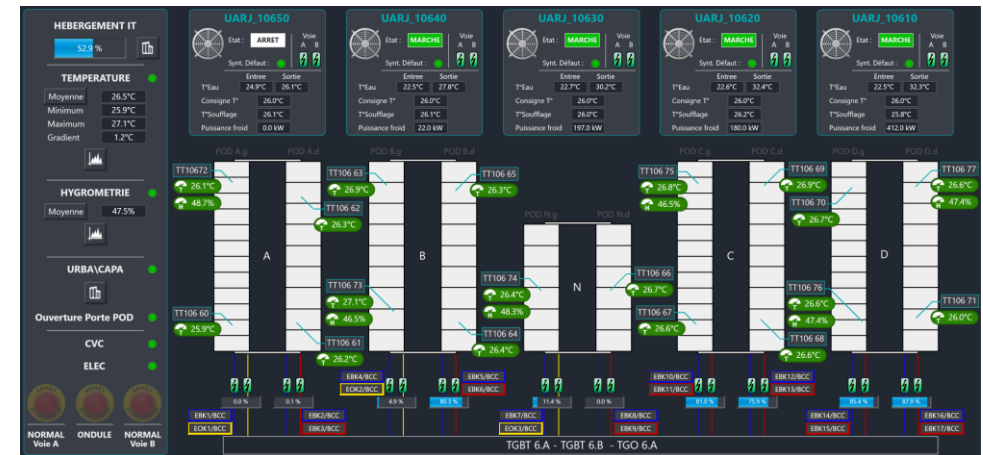 HEBERGEMENT IT
52.9 %
TEMPERATURE
Moyenne 26.5°C
Minimum 25.9°C
Maximum 27.1°C
Gradient 1.2°C
HYGROMETRIE
Moyenne 47.5%
URBA\CAPA
Ouverture Porte POD
CVC
ELEC
NORMAL Voie A
ONDULE
NORMAL Voie B
UARJ_10650
Etat : ARRET Voie
A B
Synt. Défaut :
Entree Sortie
T°Eau 24.9°C 26.1°C
Consigne T° 26.0°C
T°Soufflage 26.1°C
Puissance froid 0.0 kW
UARJ_10640
Etat : MARCHE Voie
A B
Synt. Défaut :
Entree Sortie
T°Eau 22.5°C 27.8°C
Consigne T° 26.0°C
T°Soufflage 26.1°C
Puissance froid 22.0 kW
UARJ_10630
Etat : MARCHE Voie
A B
Synt. Défaut :
Entree Sortie
T°Eau 22.7°C 30.2°C
Consigne T° 26.0°C
T°Soufflage 26.0°C
Puissance froid 197.0 kW
UARJ_10620
Etat : MARCHE Voie
A B
Synt. Défaut :
Entree Sortie
T°Eau 22.6°C 32.4°C
Consigne T° 26.0°C
T°Soufflage 26.2°C
Puissance froid 180.0 kW
UARJ_10610
Etat : MARCHE Voie
A B
Synt. Défaut :
Entree Sortie
T°Eau 22.5°C 32.3°C
Consigne T° 26.0°C
T°Soufflage 25.8°C
Puissance froid 412.0 kW
POD A.g POD A.d
TT10672
T 26.1°C
H 48.7%
TT106 62
T 26.3°C
A
TT106 60
T 25.9°C
TT106 61
T 26.2°C
POD B.g POD B.d
TT106 63
T 26.9°C
TT106 65
T 26.3°C
B
TT106 73
T 27.1°C
H 46.5%
TT106 64
T 26.4°C
POD N.g POD N.d
TT106 74
T 26.4°C
H 48.3%
N
TT106 66
T 26.7°C
POD C.g POD C.d
TT106 75
T 26.8°C
H 46.5%
TT106 69
T 26.9°C
C
TT106 67
T 26.6°C
TT106 68
T 26.6°C
POD D.g POD D.d
TT106 70
T 26.7°C
TT106 77
T 26.6°C
H 47.4%
D
TT106 76
T 26.6°C
H 47.4%
TT106 71
T 26.0°C
0.0 % 0.1 %
EBK1/BCC EBK2/BCC
EOK1/BCC EBK3/BCC
EBK4/BCC EBK5/BCC
EOK2/BCC EBK6/BCC
4.9 % 80.3 %
11.4 % 0.0 %
EBK7/BCC EBK8/BCC
EOK3/BCC EBK9/BCC
EBK10/BCC EBK12/BCC
EBK11/BCC EBK13/BCC
81.0 % 75.9 %
85.4 % 87.9 %
EBK14/BCC EBK16/BCC
EBK15/BCC EBK17/BCC
TGBT 6.A - TGBT 6.B - TGO 6.A